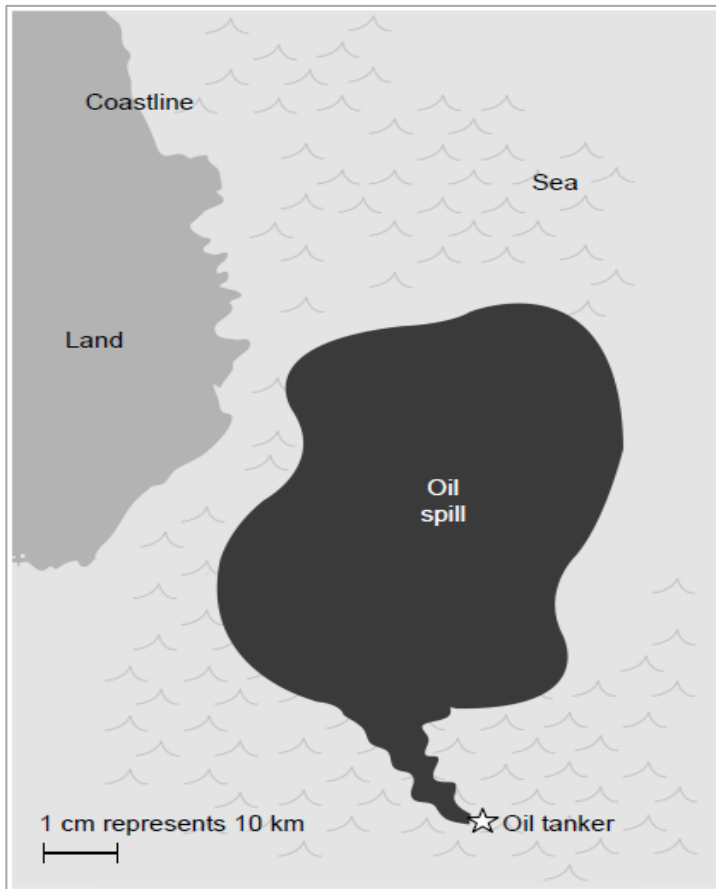 Coastline
Sea
Land
Oil
spill
1 cm represents 10 km
Oil tanker